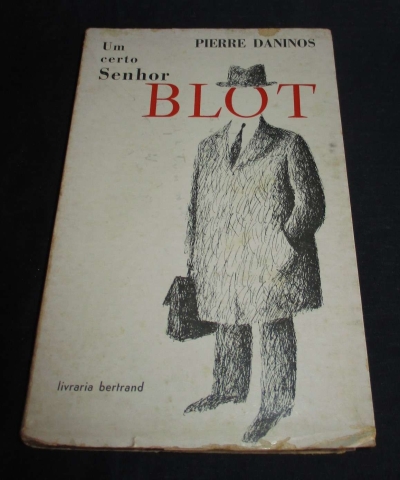 PIERRE DANINOS
Um
certo
Senhor
BLOT
livraria bertrand